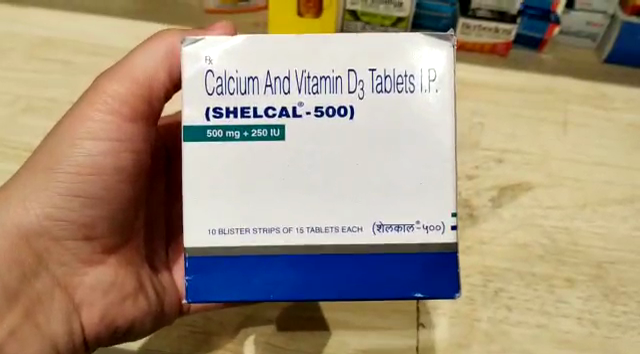 Rx
Calcium And Vitamin D3 Tablets I.P.
(SHELCAL®-500)
500 mg + 250 IU
10 BLISTER STRIPS OF 15 TABLETS EACH (शेलकाल®-५००)